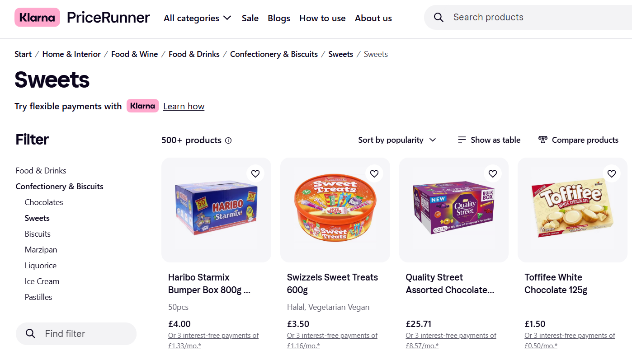 Klarna PriceRunner All categories Sale Blogs How to use About us Search products
Start / Home & Interior / Food & Wine / Food & Drinks / Confectionery & Biscuits / Sweets / Sweets
Sweets
Try flexible payments with Klarna Learn how
Filter
Food & Drinks
Confectionery & Biscuits
Chocolates
Sweets
Biscuits
Marzipan
Liquorice
Ice Cream
Pastilles
Find filter
500+ products
Sort by popularity
Show as table
Compare products
HARIBO
Starmix
Haribo Starmix
Bumper Box 800g ...
50pcs
£4.00
Or 3 interest-free payments of
£1.33/mo.*
Sweet
Treats
Sweet
Treats
Swizzels Sweet Treats
600g
Halal, Vegetarian Vegan
£3.50
Or 3 interest-free payments of
£1.16/mo.*
NEW
QUALITY
STREET
Quality Street
Assorted Chocolate...
£25.71
Or 3 interest-free payments of
£8.57/mo.*
Toffifee
Toffifee White
Chocolate 125g
£1.50
Or 3 interest-free payments of
£0.50/mo.*